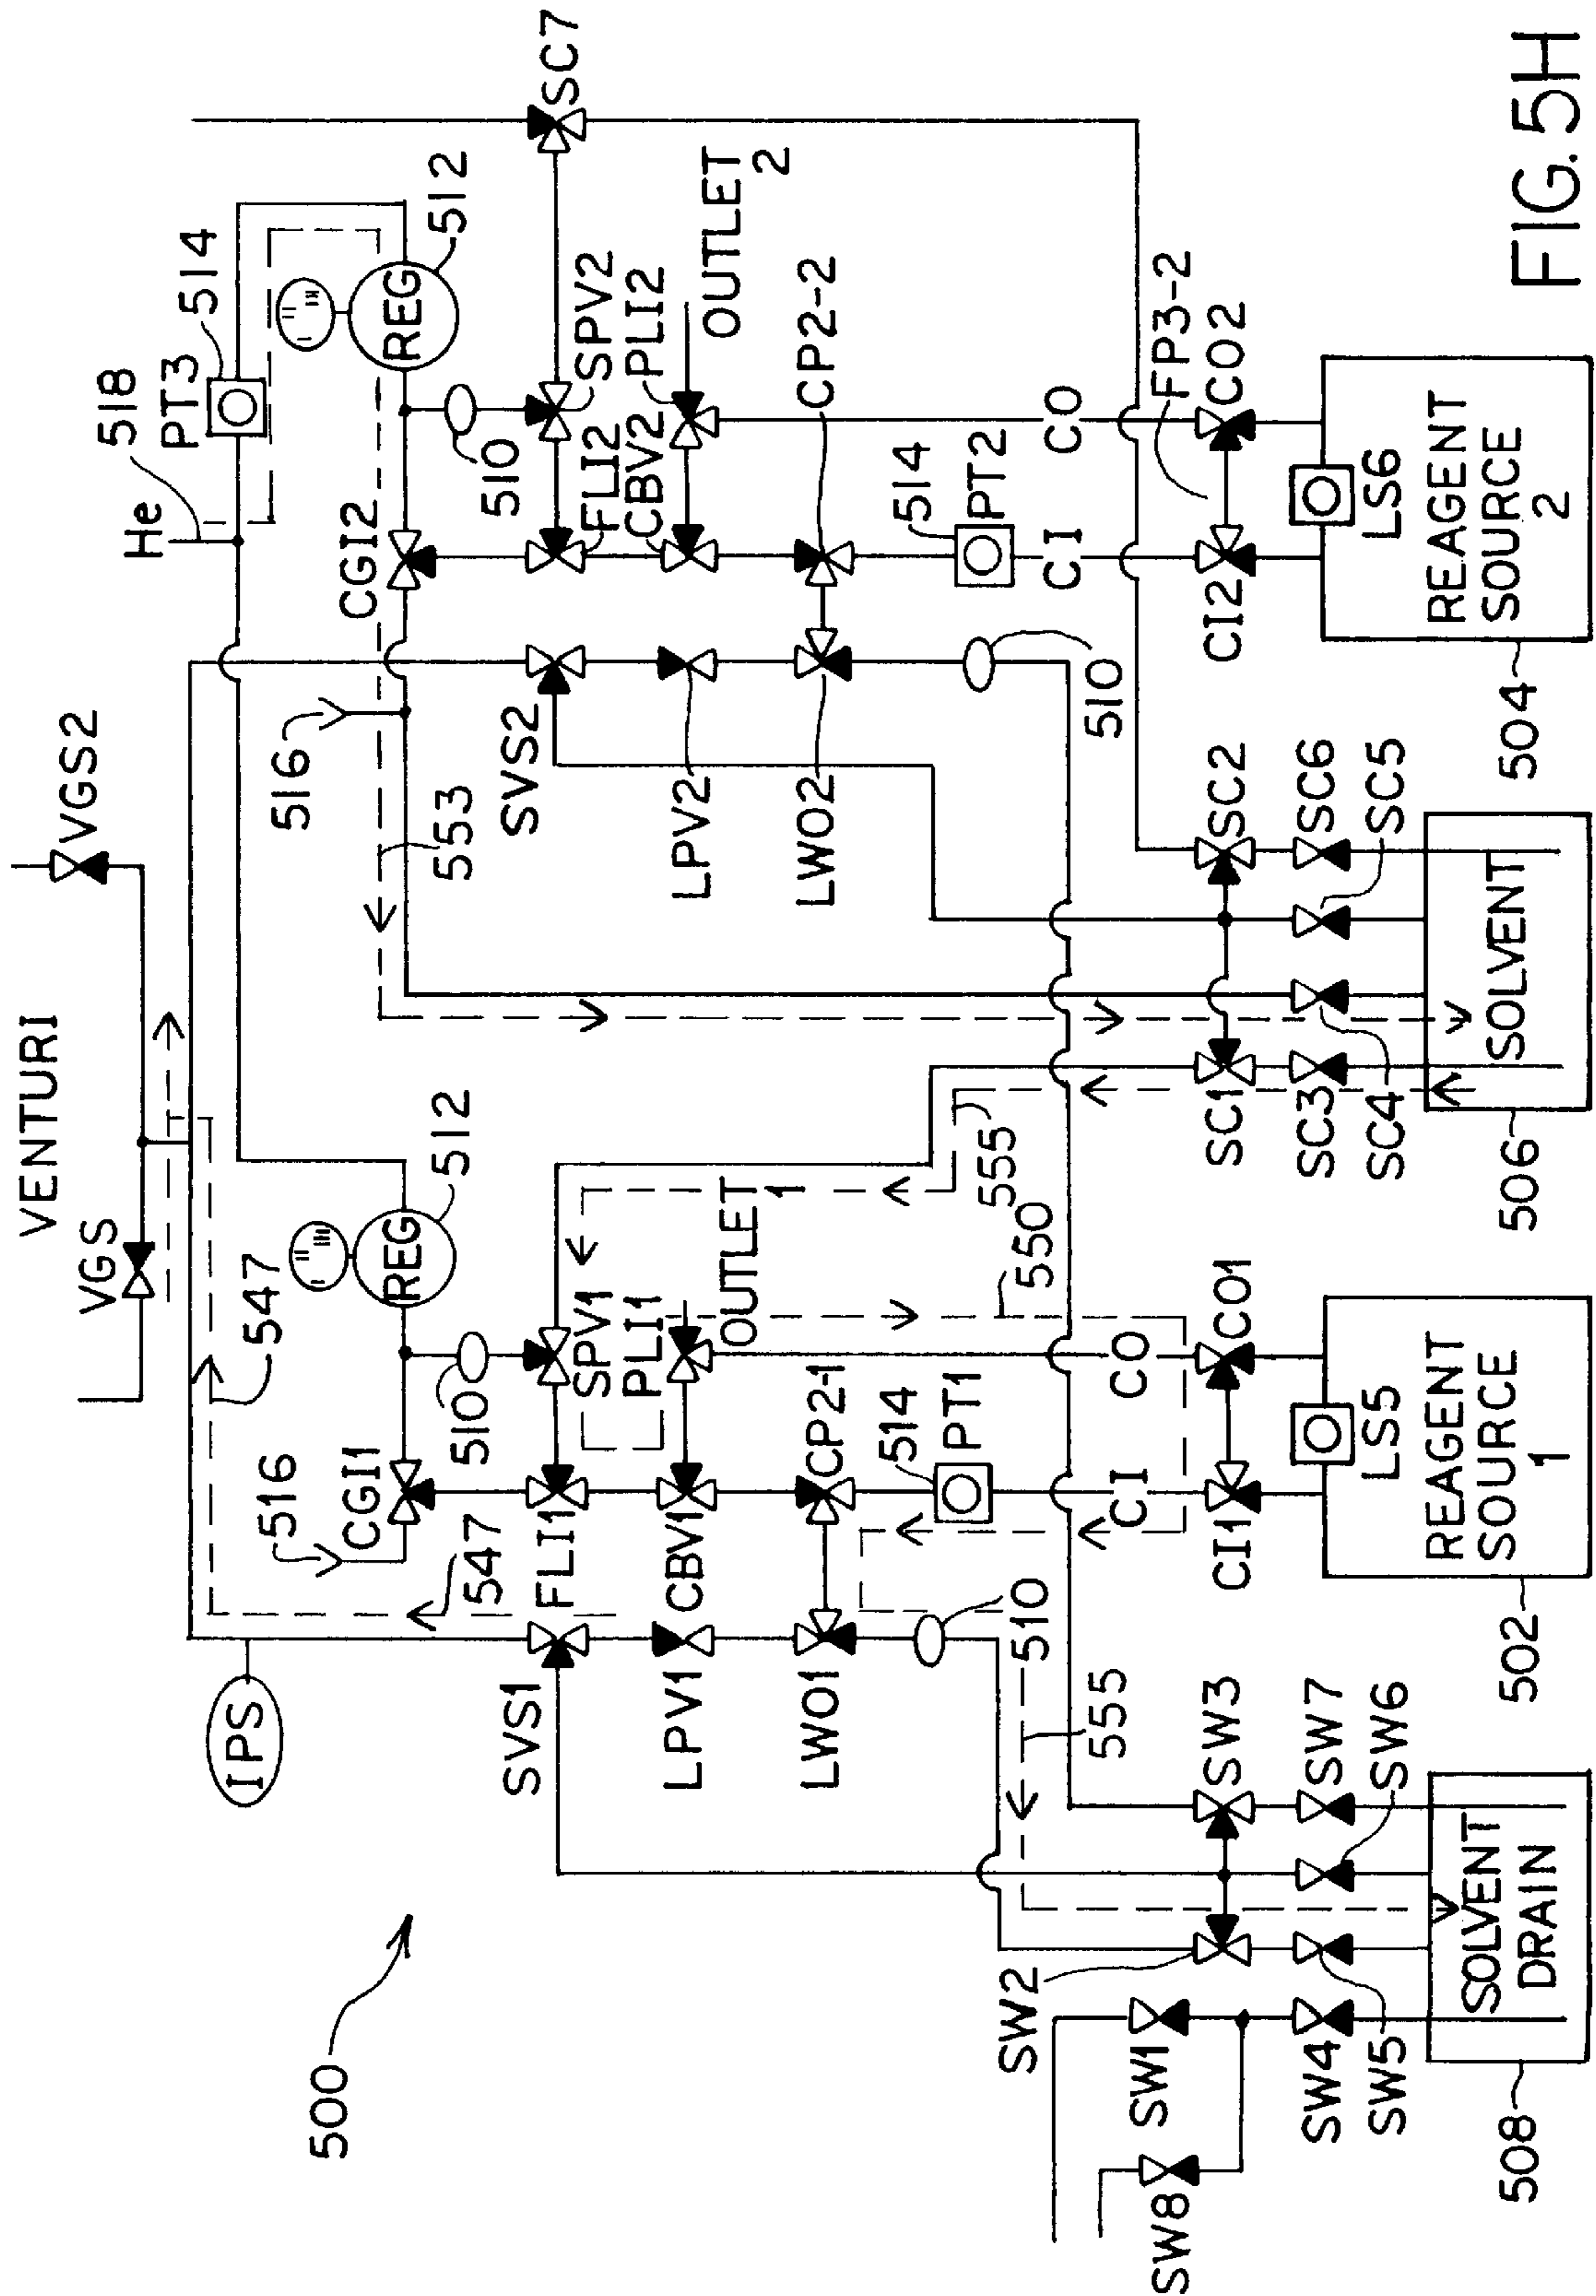 VENTURI
VGS
VGS2
547
He
518
PT3
514
512
REG
IPS
512
REG
516
CGI1
547
510
SPV1
PLI1
OUTLET
1
FLI1
SVS1
LPV1
CBV1
CP2-1
LWO1
514
PT1
510
CI
CO
550
555
CI1
CO1
LS5
REAGENT
SOURCE
1
502
516
553
CGI2
510
SPV2
PLI2
OUTLET
2
SC7
FLI2
CBV2
SVS2
LPV2
LWO2
CP2-2
514
PT2
510
CI
CO
FP3-2
CI2
CO2
LS6
REAGENT
SOURCE
2
504
SC1
SC2
SC3
SC4
SC6
SC5
SOLVENT
506
555
SW2
SW3
SW1
SW8
SW4
SW5
SW7
SW6
SOLVENT
DRAIN
508
500
FIG. 5H